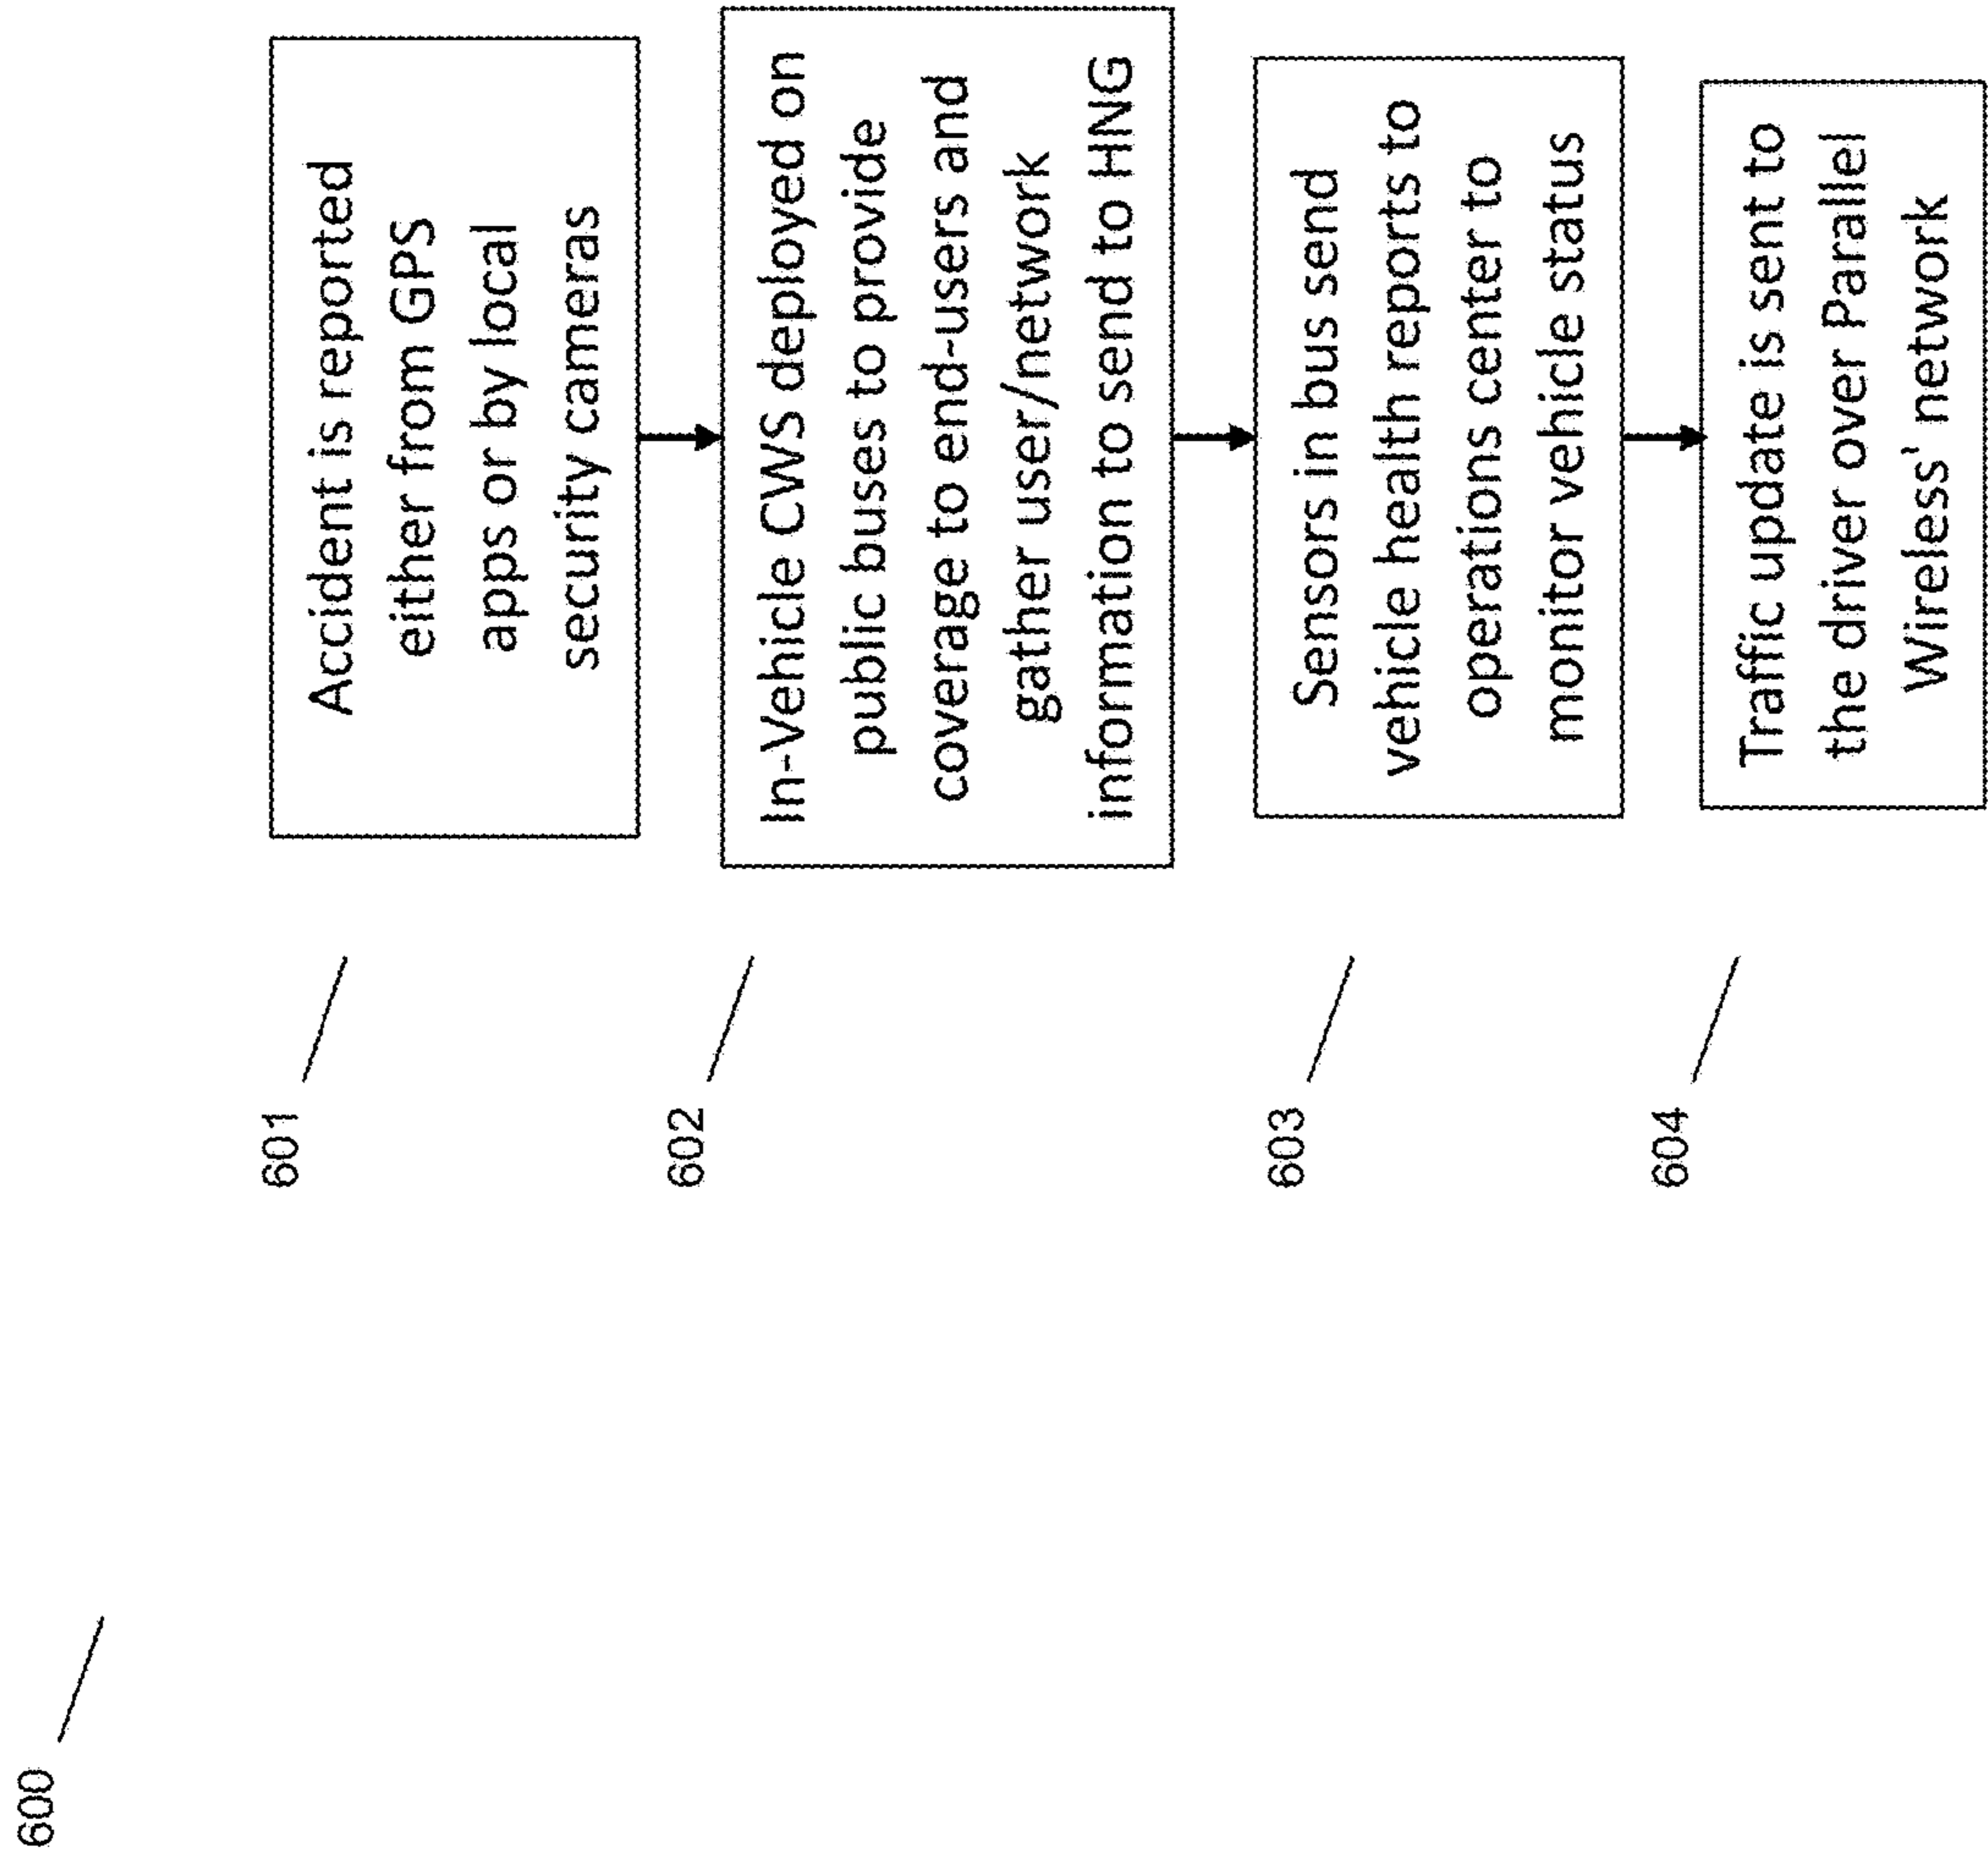 600
601
Accident is reported
either from GPS
apps or by local
security cameras
602
In-Vehicle CWS deployed on
public buses to provide
coverage to end-users and
gather user/network
information to send to HNG
603
Sensors in bus send
vehicle health reports to
operations center to
monitor vehicle status
604
Traffic update is sent to
the driver over Parallel
Wireless' network